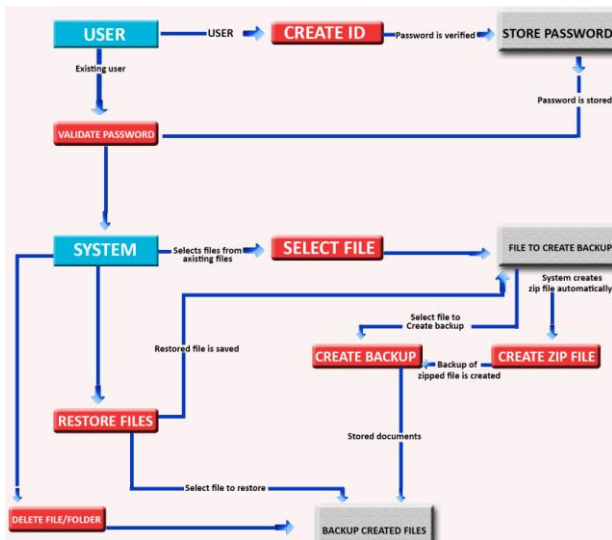 USER
USER
CREATE ID
Password is verified
STORE PASSWORD
Existing user
Password is stored
VALIDATE PASSWORD
SYSTEM
Selects files from
axisting files
SELECT FILE
FILE TO CREATE BACKUP
System creates
zip file automatically
Select file to
Create backup
Restored file is saved
CREATE BACKUP
Backup of
zipped file is created
CREATE ZIP FILE
RESTORE FILES
Stored documents
Select file to restore
DELETE FILE/FOLDER
BACKUP CREATED FILES